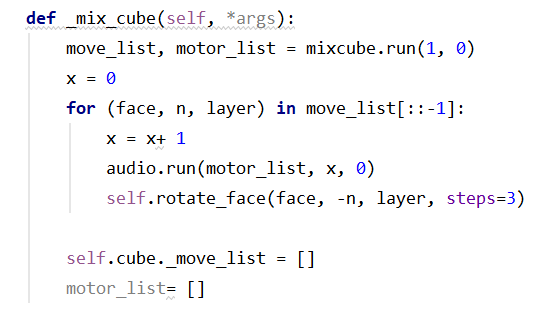 def _mix_cube(self, *args):
    move_list, motor_list = mixcube.run(1, 0)
    x = 0
    for (face, n, layer) in move_list[::-1]:
        x = x+ 1
        audio.run(motor_list, x, 0)
        self.rotate_face(face, -n, layer, steps=3)

    self.cube._move_list = []
    motor_list= []